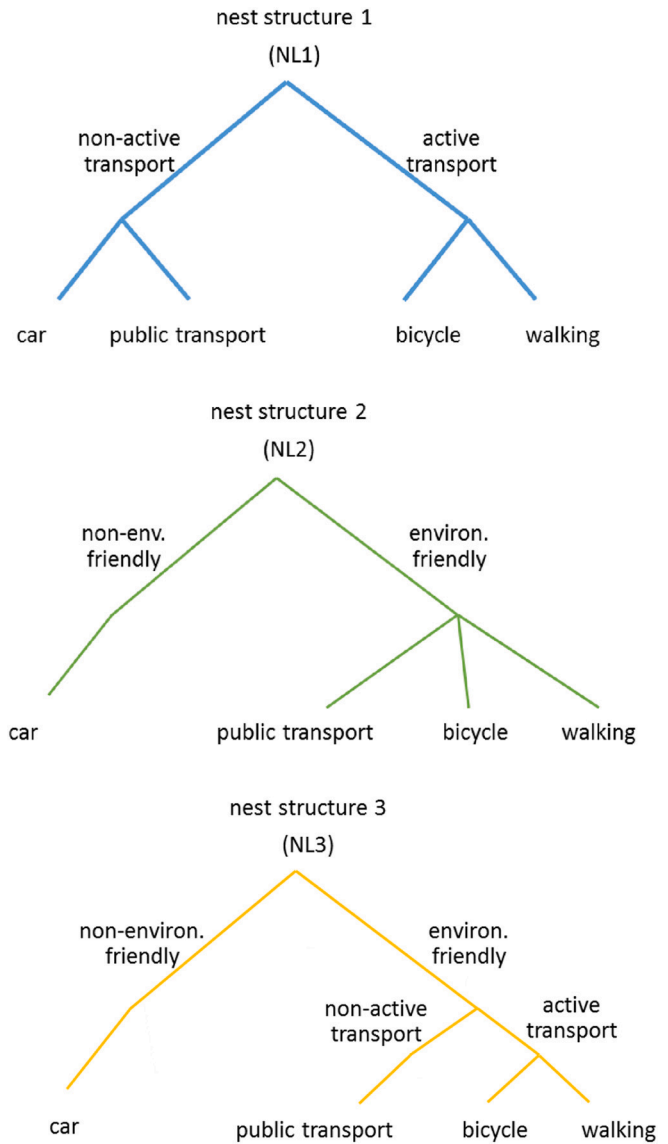 nest structure 1
(NL1)
non-active
transport
active
transport
car
public transport
bicycle
walking
nest structure 2
(NL2)
non-env.
friendly
environ.
friendly
car
public transport
bicycle
walking
nest structure 3
(NL3)
non-environ.
friendly
environ.
friendly
non-active
transport
active
transport
car
public transport
bicycle
walking